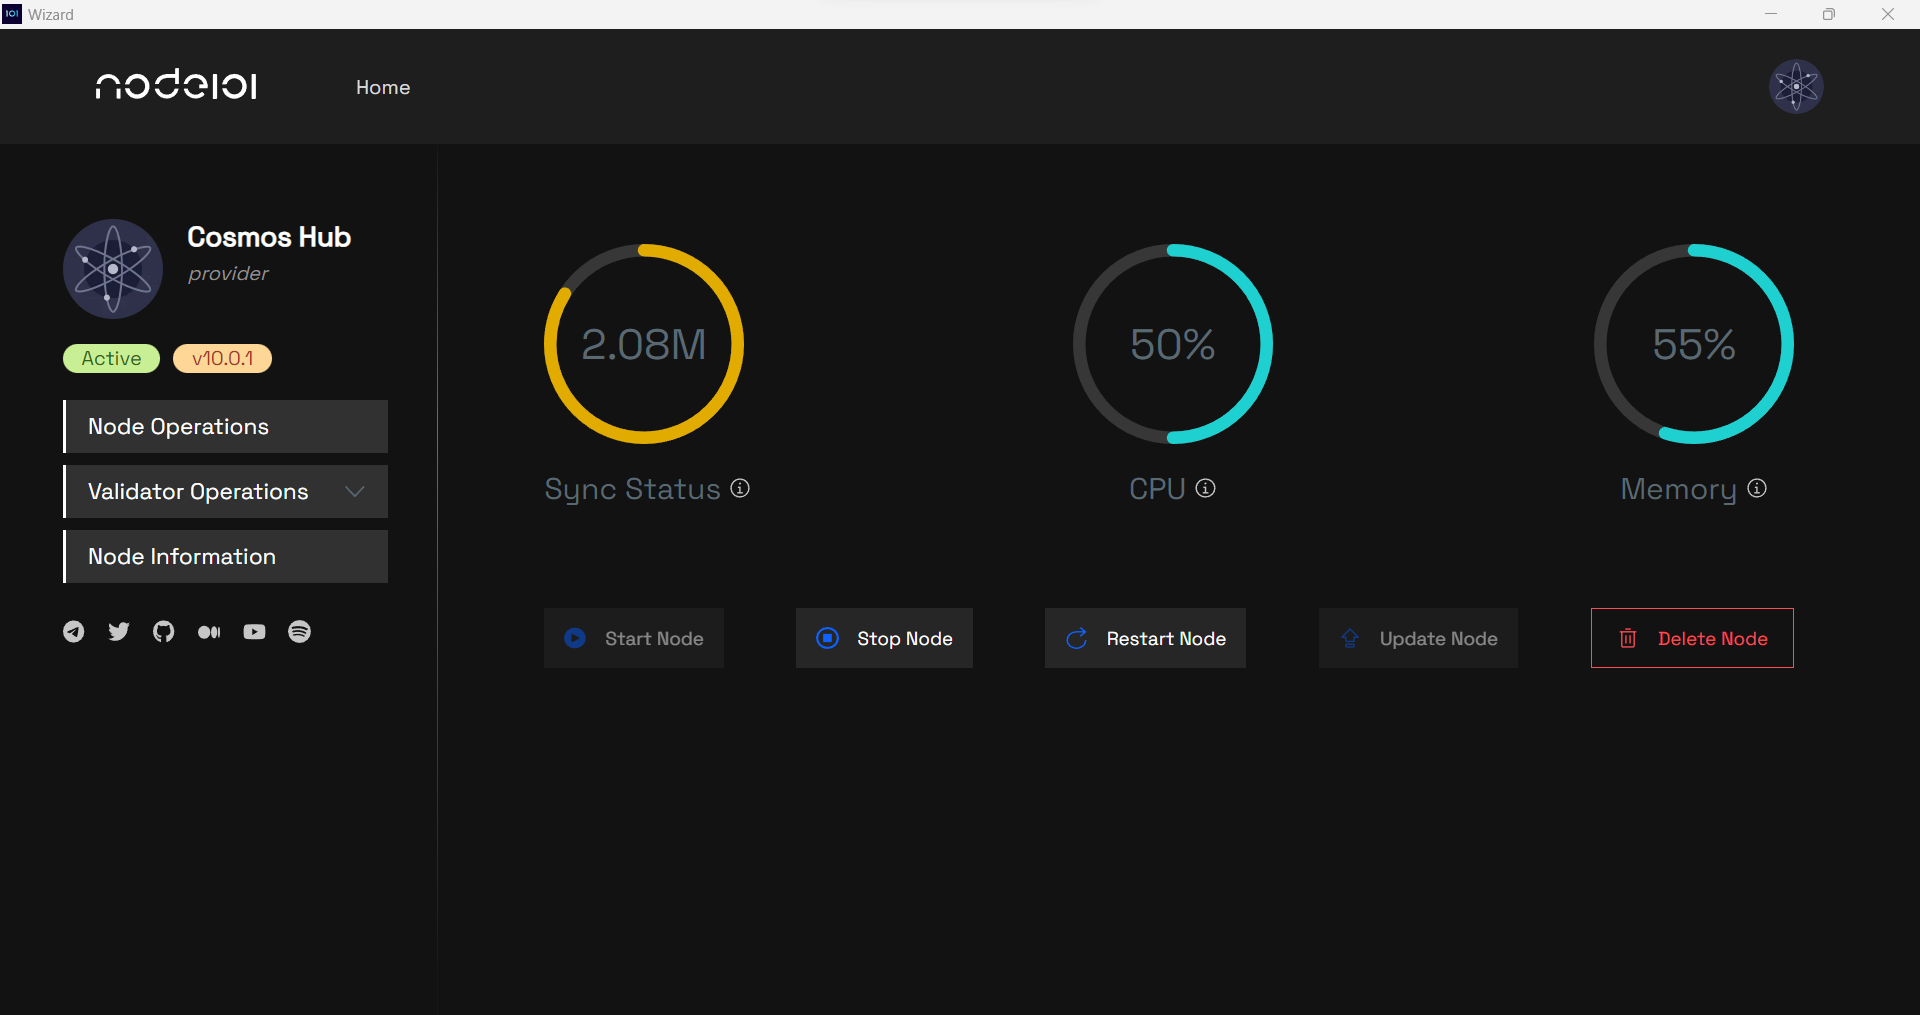 Wizard
node101
Home
Cosmos Hub
provider
Active
v10.0.1
Node Operations
Validator Operations
Node Information
2.08M
50%
55%
Sync Status
CPU
Memory
Start Node
Stop Node
Restart Node
Update Node
Delete Node